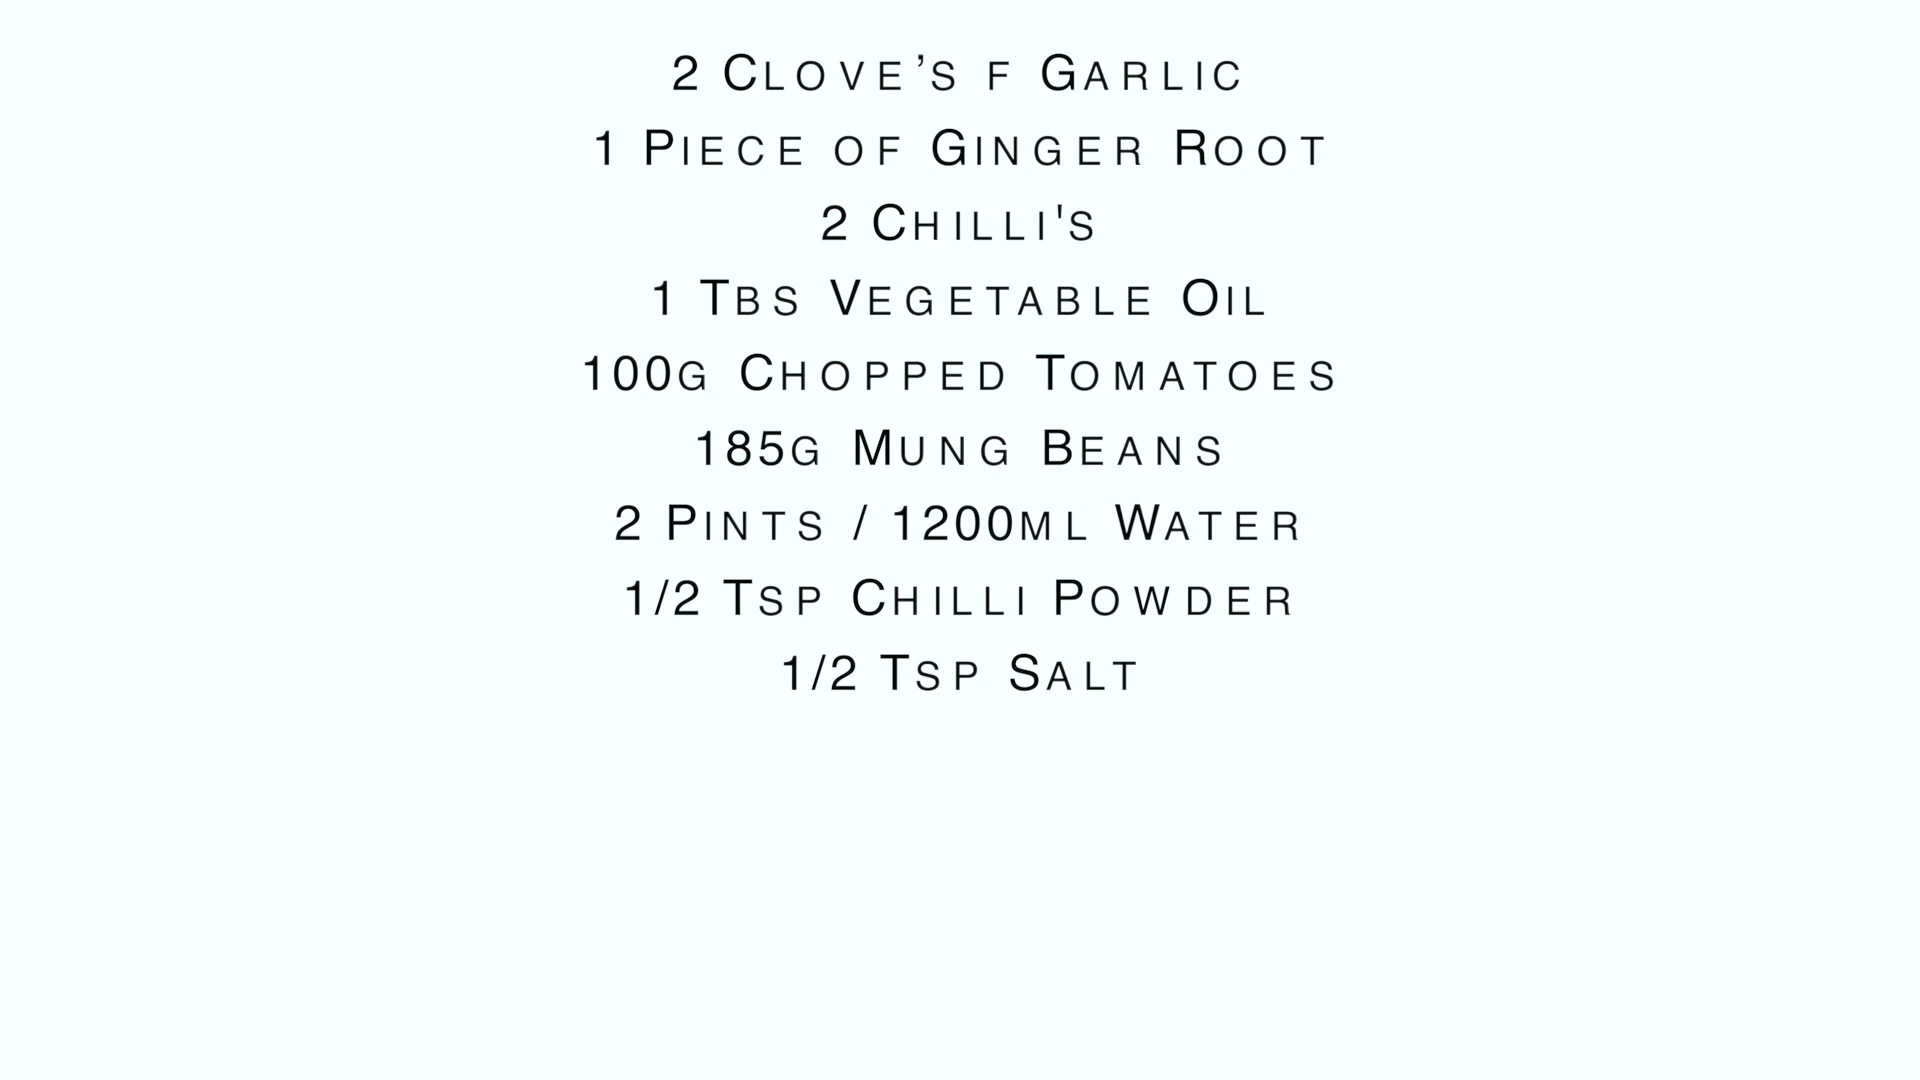 2 Clove’s f Garlic
1 Piece of Ginger Root
2 Chilli's
1 Tbs Vegetable Oil
100g Chopped Tomatoes
185g Mung Beans
2 Pints / 1200ml Water
1/2 Tsp Chilli Powder
1/2 Tsp Salt